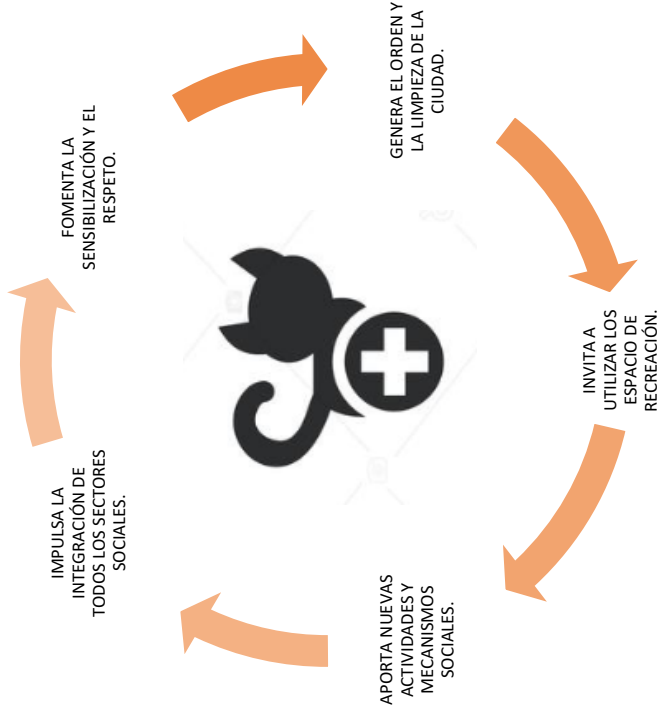 FOMENTA LA
SENSIBILIZACIÓN Y EL
RESPETO.
GENERA EL ORDEN Y
LA LIMPIEZA DE LA
CIUDAD.
INVITA A
UTILIZAR LOS
ESPACIO DE
RECREACIÓN.
APORTA NUEVAS
ACTIVIDADES Y
MECANISMOS
SOCIALES.
IMPULSA LA
INTEGRACIÓN DE
TODOS LOS SECTORES
SOCIALES.